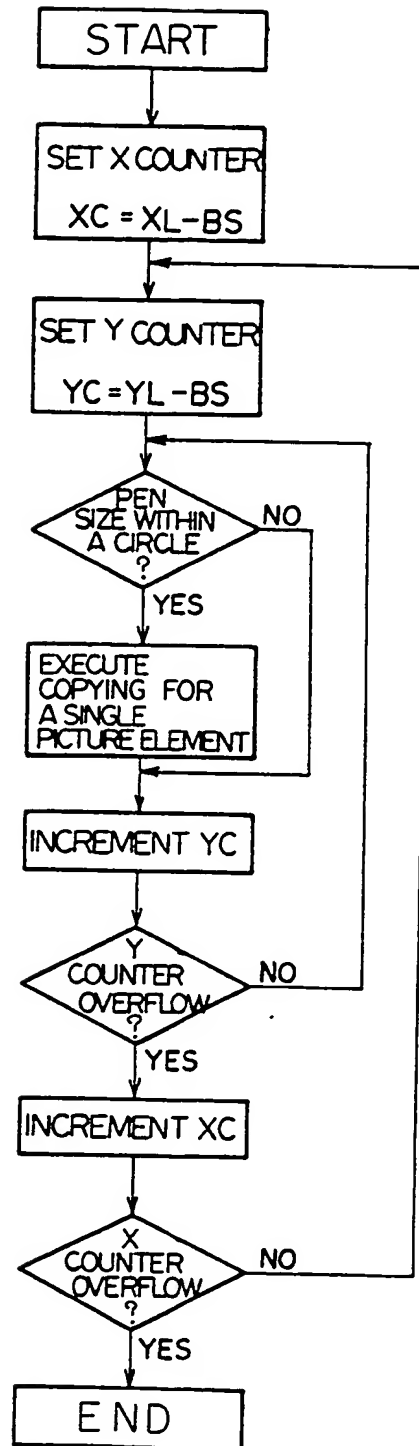 START
SET X COUNTER
XC = XL-BS
SET Y COUNTER
YC = YL-BS
PEN
SIZE WITHIN
A CIRCLE
?
NO
YES
EXECUTE
COPYING FOR
A SINGLE
PICTURE ELEMENT
INCREMENT YC
Y
COUNTER
OVERFLOW
?
NO
YES
INCREMENT XC
X
COUNTER
OVERFLOW
?
NO
YES
END